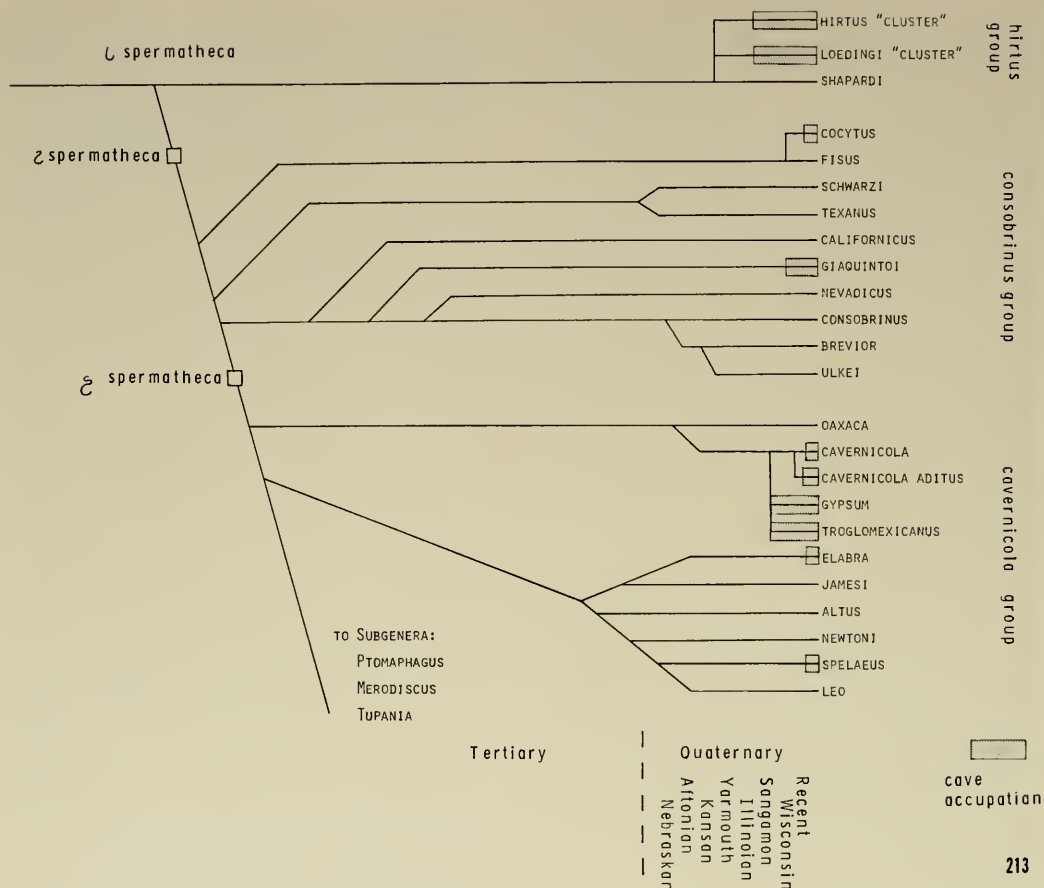 HIRTUS "CLUSTER"
LOEDINGI "CLUSTER"
SHAPARDI
hirtus
group
spermatheca
spermatheca
COCYTUS
FISUS
SCHWARZI
TEXANUS
CALIFORNICUS
GIAQUINTOI
NEVADICUS
CONSOBRINUS
BREVIOR
ULKEI
consobrinus group
spermatheca
OAXACA
CAVERNICOLA
CAVERNICOLA ADITUS
GYPSUM
TROGLOMEXICANUS
ELABRA
JAMESI
ALTUS
NEWTONI
SPELAEUS
LEO
cavernicola group
TO SUBGENERA:
PTOMAPHAGUS
MERODISCUS
TUPANIA
Tertiary
Quaternary
Recent
Wisconsin
Sangamon
Illinoian
Yarmouth
Kansan
Aftonian
Nebraskan
cave
accupation
213